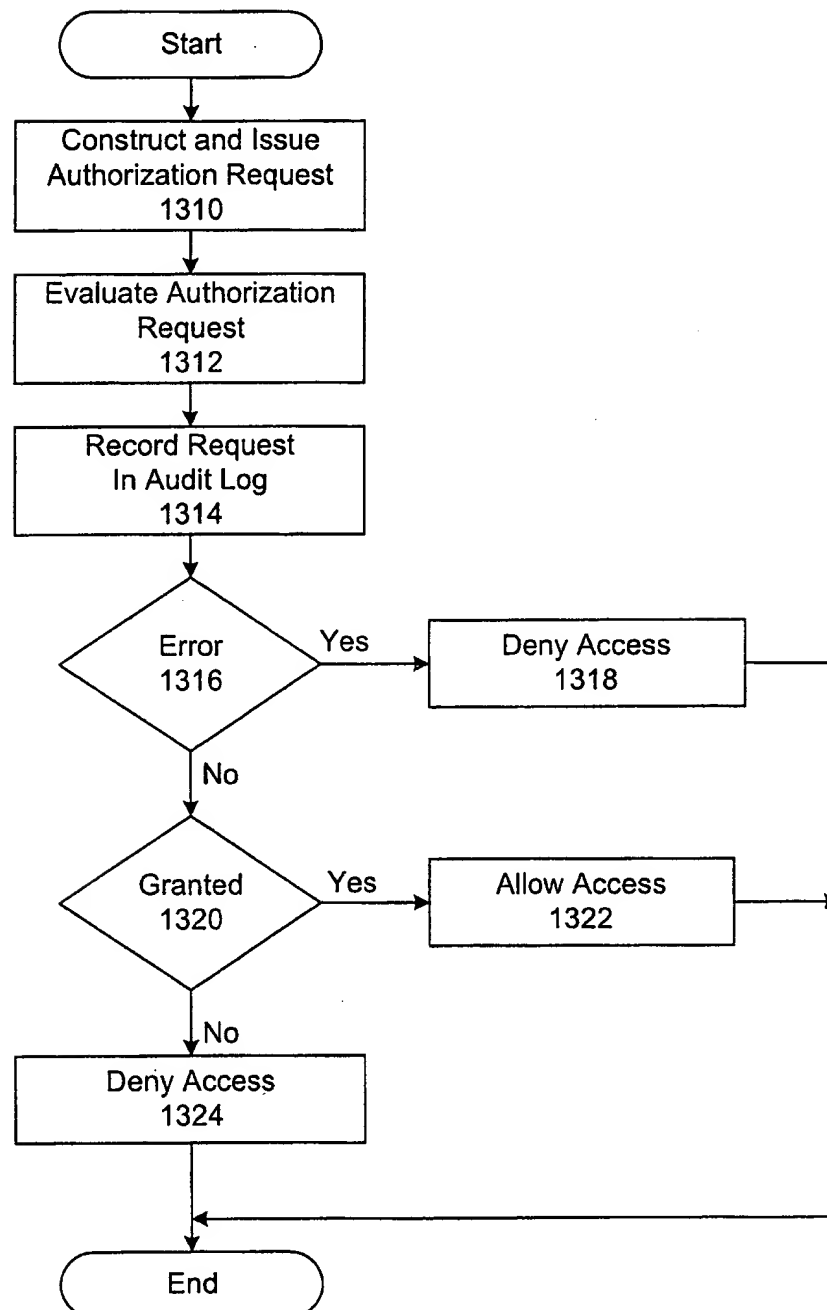 Start
Construct and Issue
Authorization Request
1310
Evaluate Authorization
Request
1312
Record Request
In Audit Log
1314
Error
1316
Yes
Deny Access
1318
No
Granted
1320
Yes
Allow Access
1322
No
Deny Access
1324
End